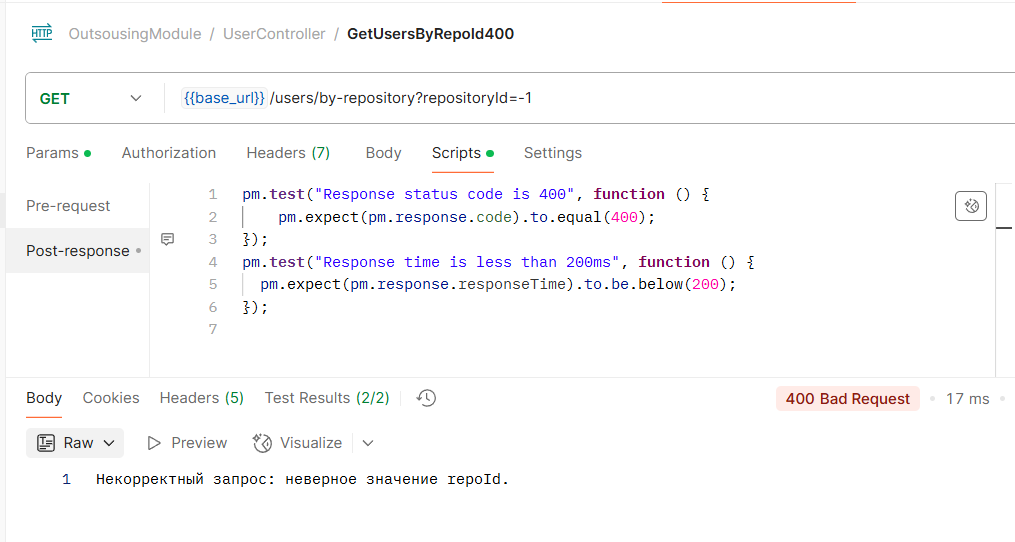 HTTP OutsousingModule / UserController / GetUsersByRepoId400
GET {{base_url}} /users/by-repository?repositoryId=-1
Params Authorization Headers (7) Body Scripts Settings
Pre-request
Post-response
1 pm.test("Response status code is 400", function () {
2 pm.expect(pm.response.code).to.equal(400);
3 });
4 pm.test("Response time is less than 200ms", function () {
5 pm.expect(pm.response.responseTime).to.be.below(200);
6 });
7
Body Cookies Headers (5) Test Results (2/2) 400 Bad Request • 17 ms •
Raw Preview Visualize
1 Некорректный запрос: неверное значение repoId.